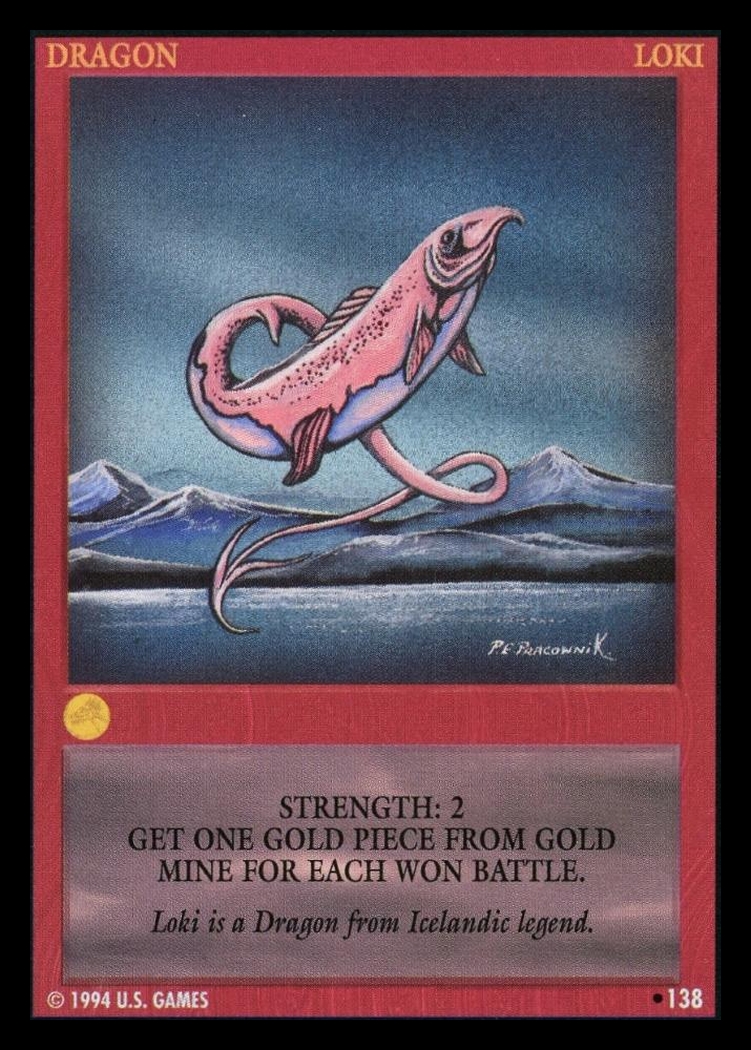 DRAGON LOKI
P.E. PRACOWNIK
STRENGTH: 2
GET ONE GOLD PIECE FROM GOLD
MINE FOR EACH WON BATTLE.
Loki is a Dragon from Icelandic legend.
© 1994 U.S. GAMES •138